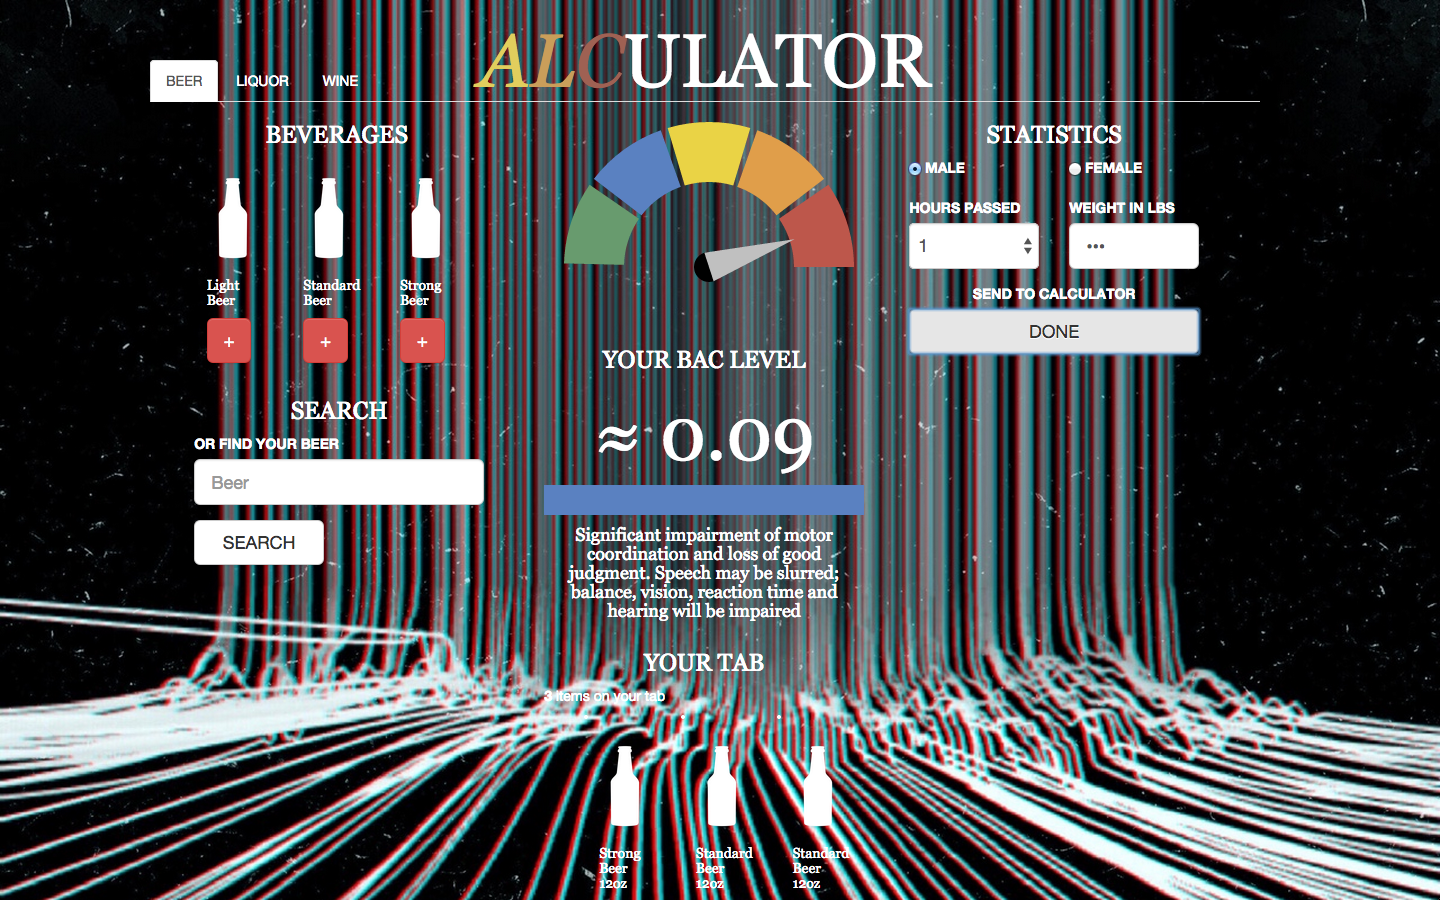 ALCULATOR
BEER LIQUOR WINE
BEVERAGES
Light Beer
Standard Beer
Strong Beer
+ + +
SEARCH
OR FIND YOUR BEER
Beer
SEARCH
YOUR BAC LEVEL
≈ 0.09
Significant impairment of motor
coordination and loss of good
judgment. Speech may be slurred;
balance, vision, reaction time and
hearing will be impaired
YOUR TAB
3 items on your tab
Strong Beer 12oz
Standard Beer 12oz
Standard Beer 12oz
STATISTICS
MALE FEMALE
HOURS PASSED WEIGHT IN LBS
1 •••
SEND TO CALCULATOR
DONE